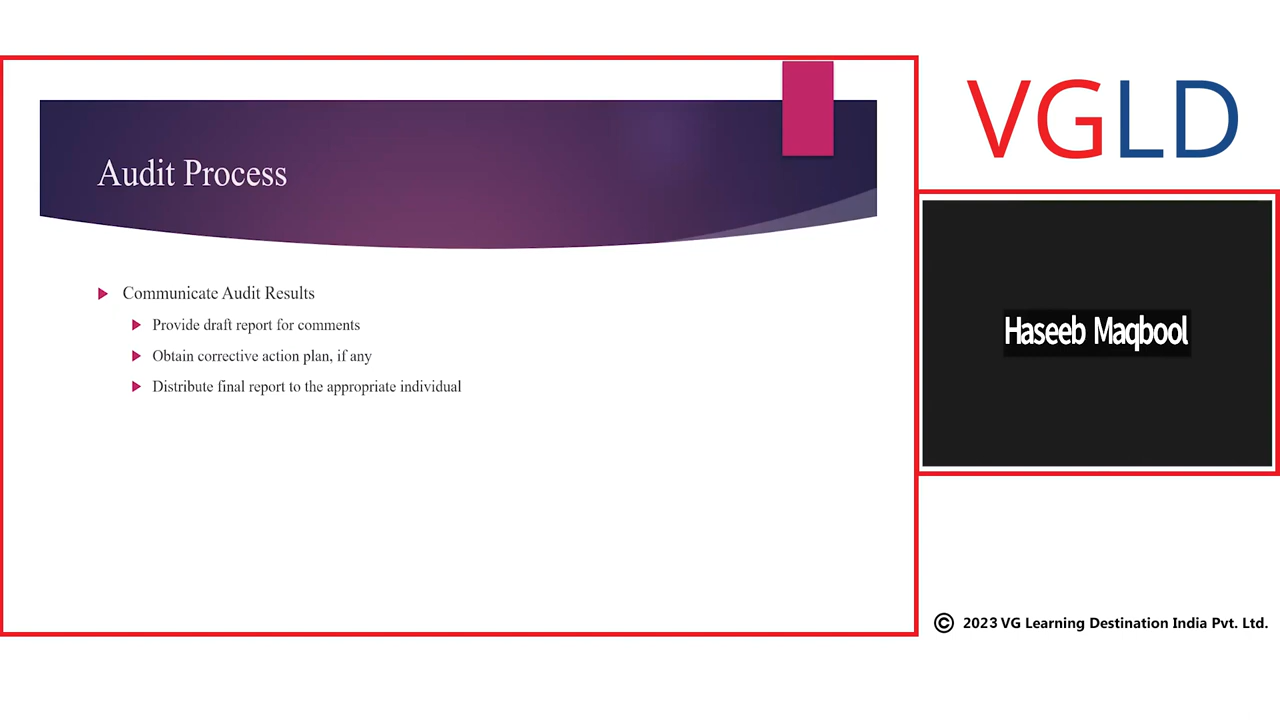 Audit Process
Communicate Audit Results
Provide draft report for comments
Obtain corrective action plan, if any
Distribute final report to the appropriate individual
VGLD
Haseeb Maqbool
© 2023 VG Learning Destination India Pvt. Ltd.